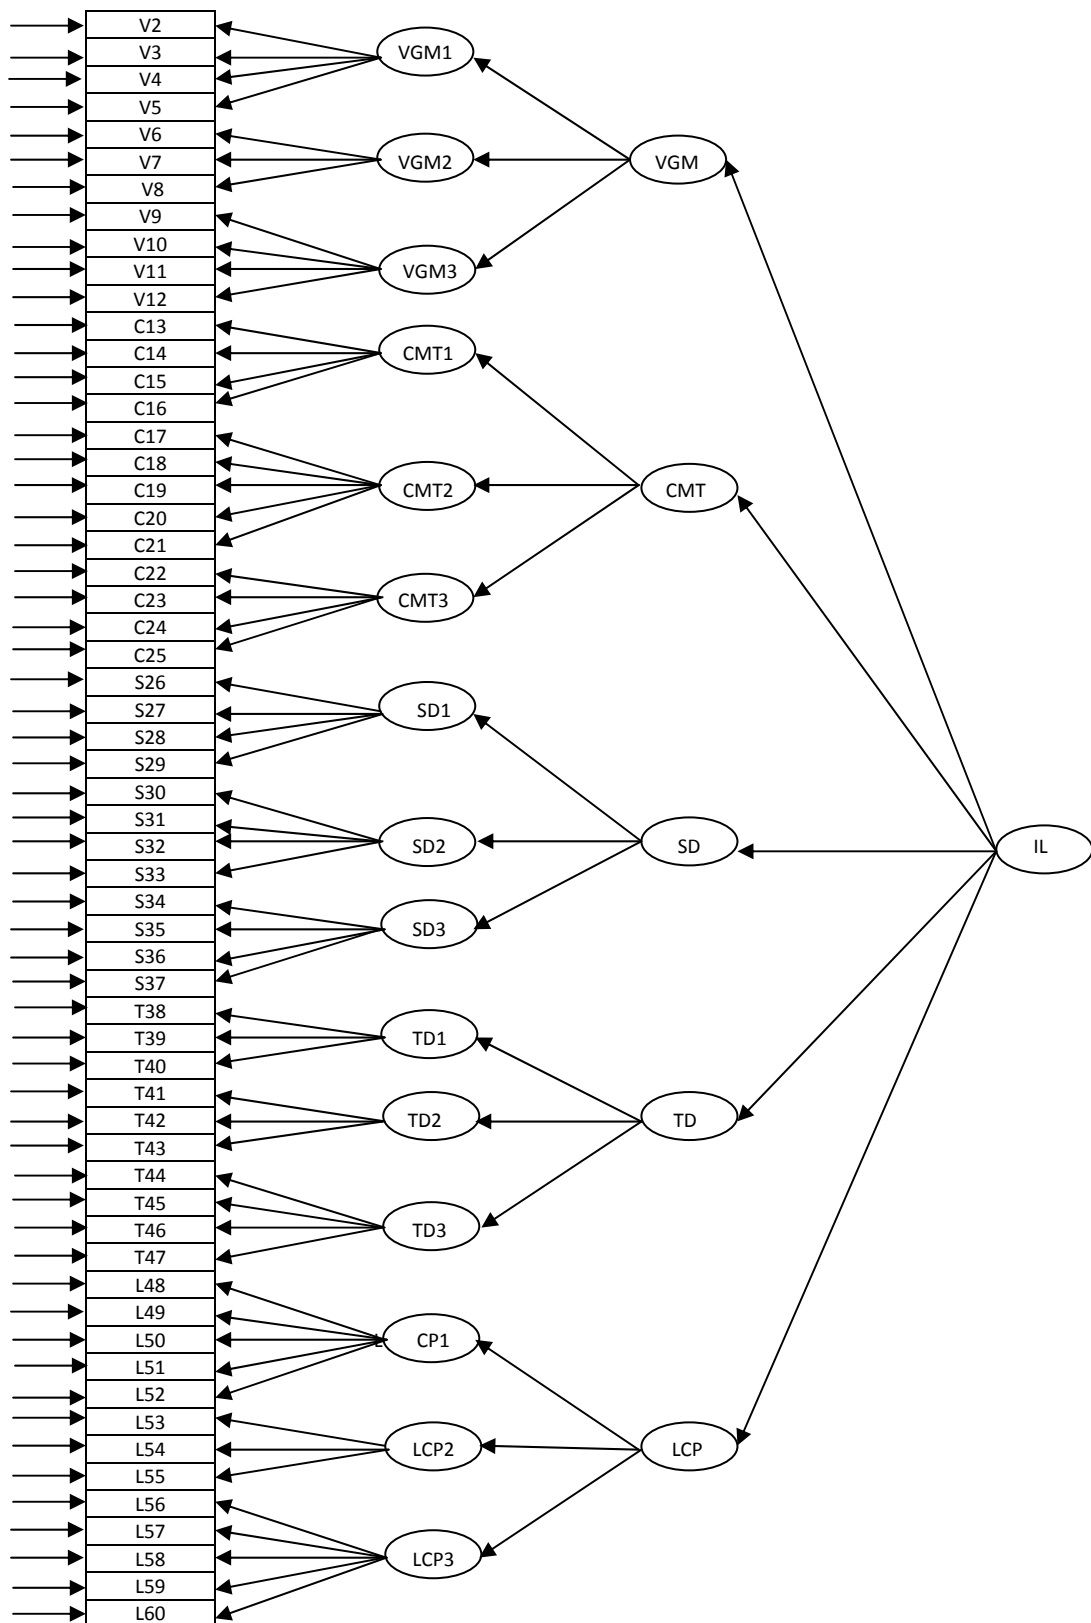 V2
V3
V4
V5
V6
V7
V8
V9
V10
V11
V12
C13
C14
C15
C16
C17
C18
C19
C20
C21
C22
C23
C24
C25
S26
S27
S28
S29
S30
S31
S32
S33
S34
S35
S36
S37
T38
T39
T40
T41
T42
T43
T44
T45
T46
T47
L48
L49
L50
L51
L52
L53
L54
L55
L56
L57
L58
L59
L60
VGM1
VGM2
VGM3
CMT1
CMT2
CMT3
SD1
SD2
SD3
TD1
TD2
TD3
LCP1
LCP2
LCP3
VGM
CMT
SD
TD
LCP
IL